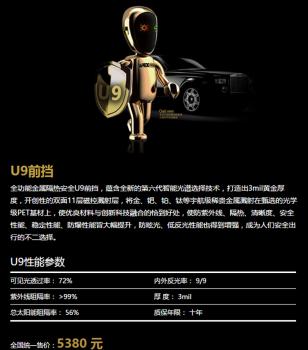 U9
U9前挡
全功能金属隔热安全U9前挡，蕴含全新的第六代智能光谱选择技术，打造出3mil黄金厚
度，开创性的双面11层磁控溅射层，将金、钯、铂、钛等宇航级稀贵金属溅射在甄选的光学
级PET基材上，使优良材料与创新科技融合的恰到好处，使防紫外线、隔热、清晰度、安全
性能、稳定性能、防爆性能皆大幅提升，防眩光、低反光性能也得到增强，成为人们安全出
行的不二选择。
U9性能参数
可见光透过率： 72% 内外反光率： 9/9
紫外线阻隔率： >99% 厚 度： 3mil
总太阳能阻隔率： 56% 质保年限： 十年
全国统一售价： 5380 元